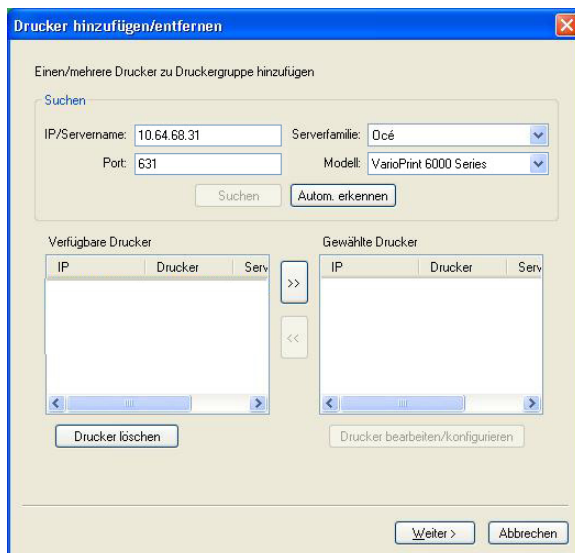 Drucker hinzufügen/entfernen
Einen/mehrere Drucker zu Druckergruppe hinzufügen
Suchen
IP/Servername: 10.64.68.31 Serverfamilie: Océ
Port: 631 Modell: VarioPrint 6000 Series
Suchen Autom. erkennen
Verfügbare Drucker Gewählte Drucker
IP Drucker Serv IP Drucker Serv
>>
<<
Drucker löschen Drucker bearbeiten/konfigurieren
Weiter > Abbrechen